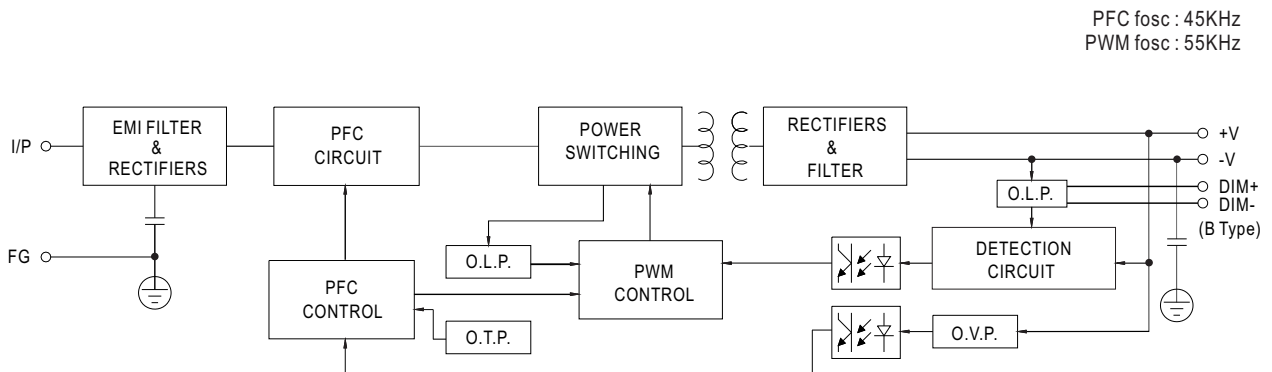 PFC fosc : 45KHz
PWM fosc : 55KHz
I/P
EMI FILTER
&
RECTIFIERS
PFC
CIRCUIT
POWER
SWITCHING
RECTIFIERS
&
FILTER
+V
-V
O.L.P.
DIM+
DIM-
(B Type)
FG
PFC
CONTROL
O.L.P.
O.T.P.
PWM
CONTROL
DETECTION
CIRCUIT
O.V.P.